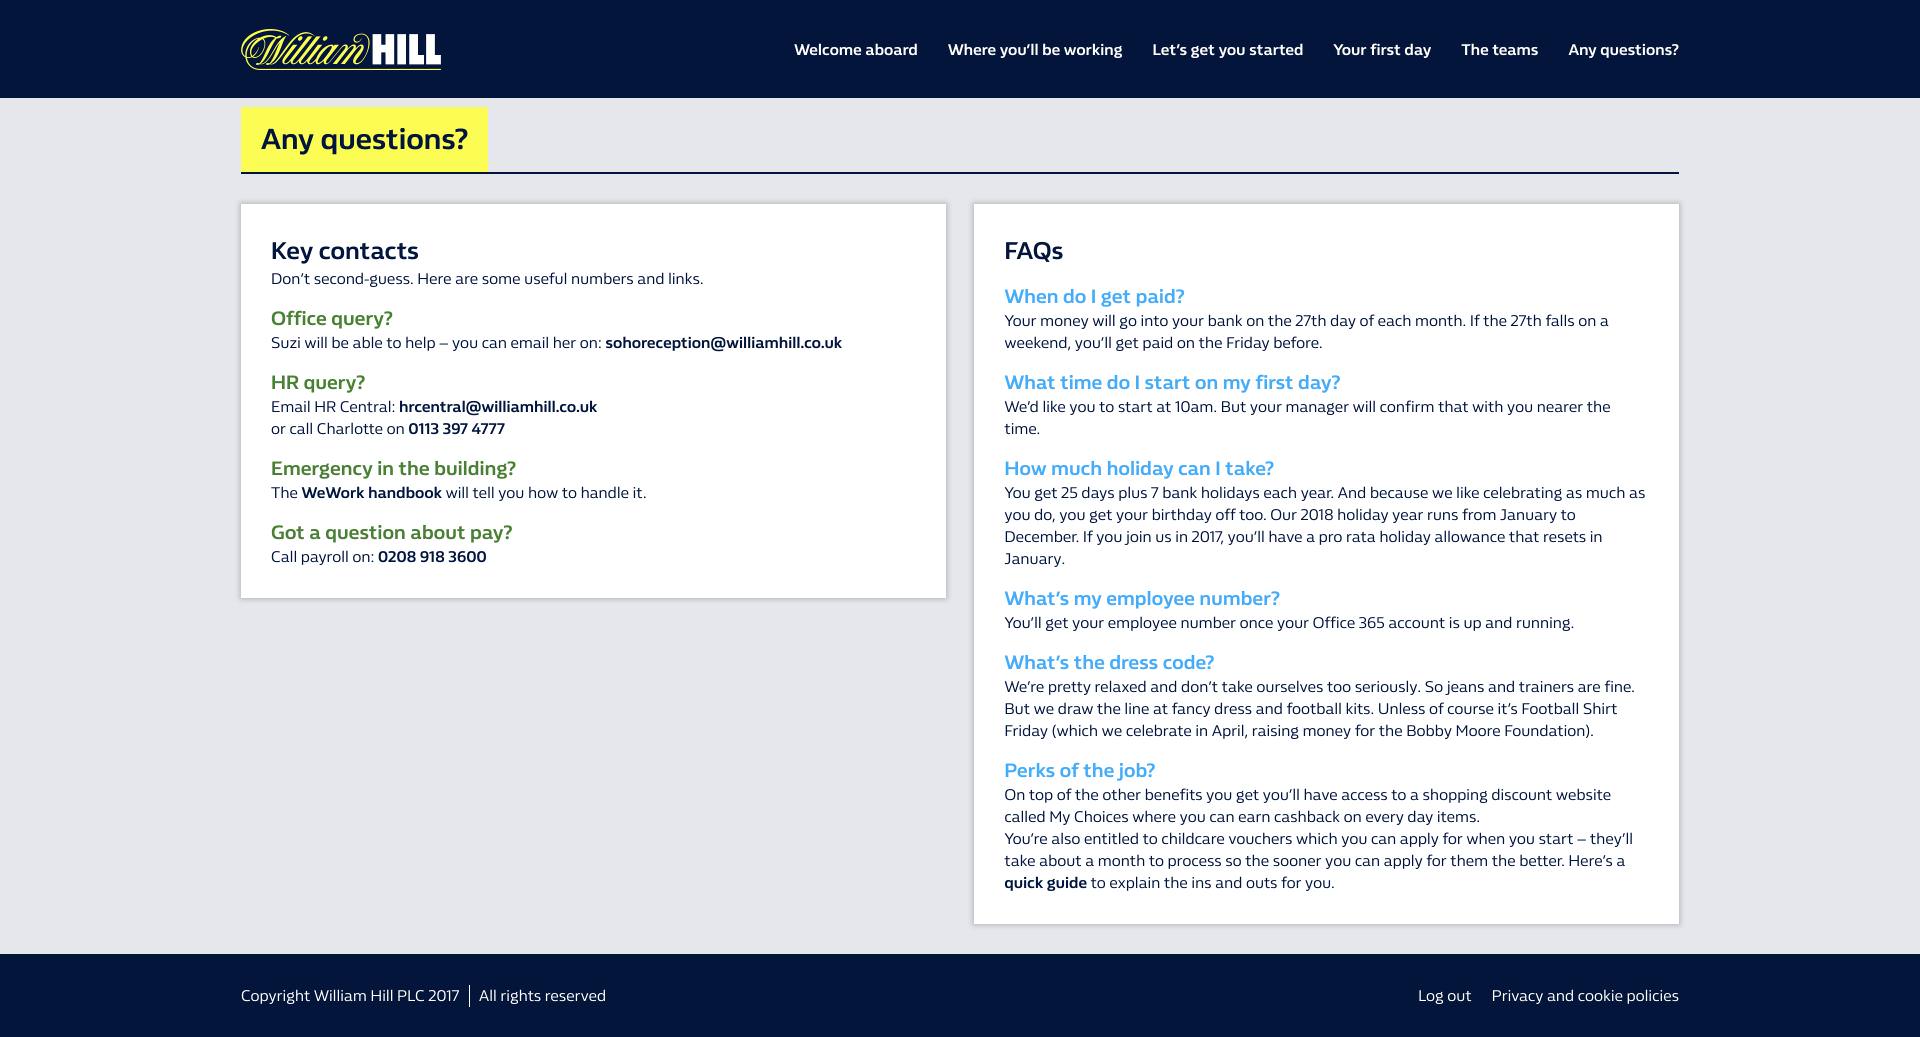 William HILL
Welcome aboard
Where you’ll be working
Let’s get you started
Your first day
The teams
Any questions?
Any questions?
Key contacts
Don’t second-guess. Here are some useful numbers and links.
Office query?
Suzi will be able to help – you can email her on: sohoreception@williamhill.co.uk
HR query?
Email HR Central: hrcentral@williamhill.co.uk
or call Charlotte on 0113 397 4777
Emergency in the building?
The WeWork handbook will tell you how to handle it.
Got a question about pay?
Call payroll on: 0208 918 3600
FAQs
When do I get paid?
Your money will go into your bank on the 27th day of each month. If the 27th falls on a
weekend, you’ll get paid on the Friday before.
What time do I start on my first day?
We’d like you to start at 10am. But your manager will confirm that with you nearer the
time.
How much holiday can I take?
You get 25 days plus 7 bank holidays each year. And because we like celebrating as much as
you do, you get your birthday off too. Our 2018 holiday year runs from January to
December. If you join us in 2017, you’ll have a pro rata holiday allowance that resets in
January.
What’s my employee number?
You’ll get your employee number once your Office 365 account is up and running.
What’s the dress code?
We’re pretty relaxed and don’t take ourselves too seriously. So jeans and trainers are fine.
But we draw the line at fancy dress and football kits. Unless of course it’s Football Shirt
Friday (which we celebrate in April, raising money for the Bobby Moore Foundation).
Perks of the job?
On top of the other benefits you get you’ll have access to a shopping discount website
called My Choices where you can earn cashback on every day items.
You’re also entitled to childcare vouchers which you can apply for when you start – they’ll
take about a month to process so the sooner you can apply for them the better. Here’s a
quick guide to explain the ins and outs for you.
Copyright William Hill PLC 2017 | All rights reserved
Log out
Privacy and cookie policies